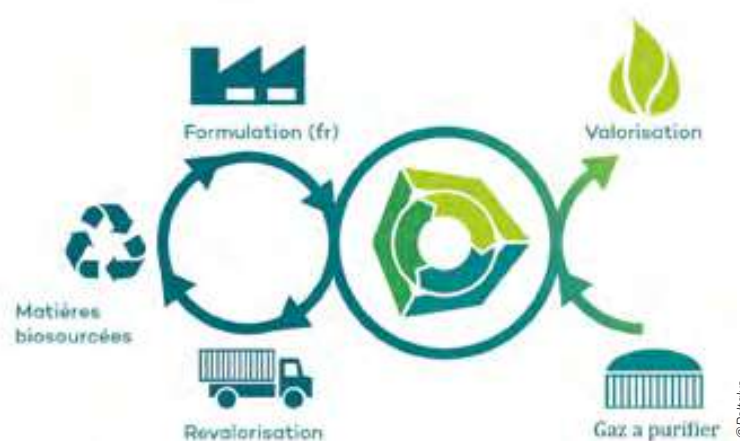 Formulation (fr)
Valorisation
Matières
biosourcées
Revalorisation
Gaz a purifier